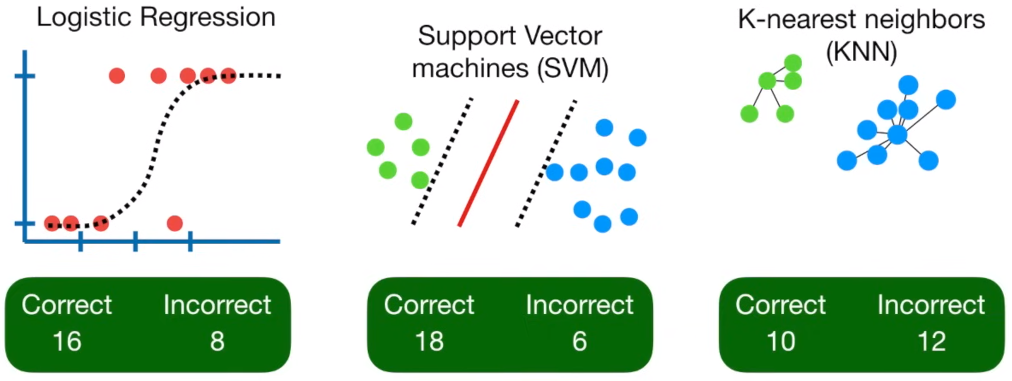 Logistic Regression
Support Vector
machines (SVM)
K-nearest neighbors
(KNN)
Correct Incorrect
16 8
Correct Incorrect
18 6
Correct Incorrect
10 12